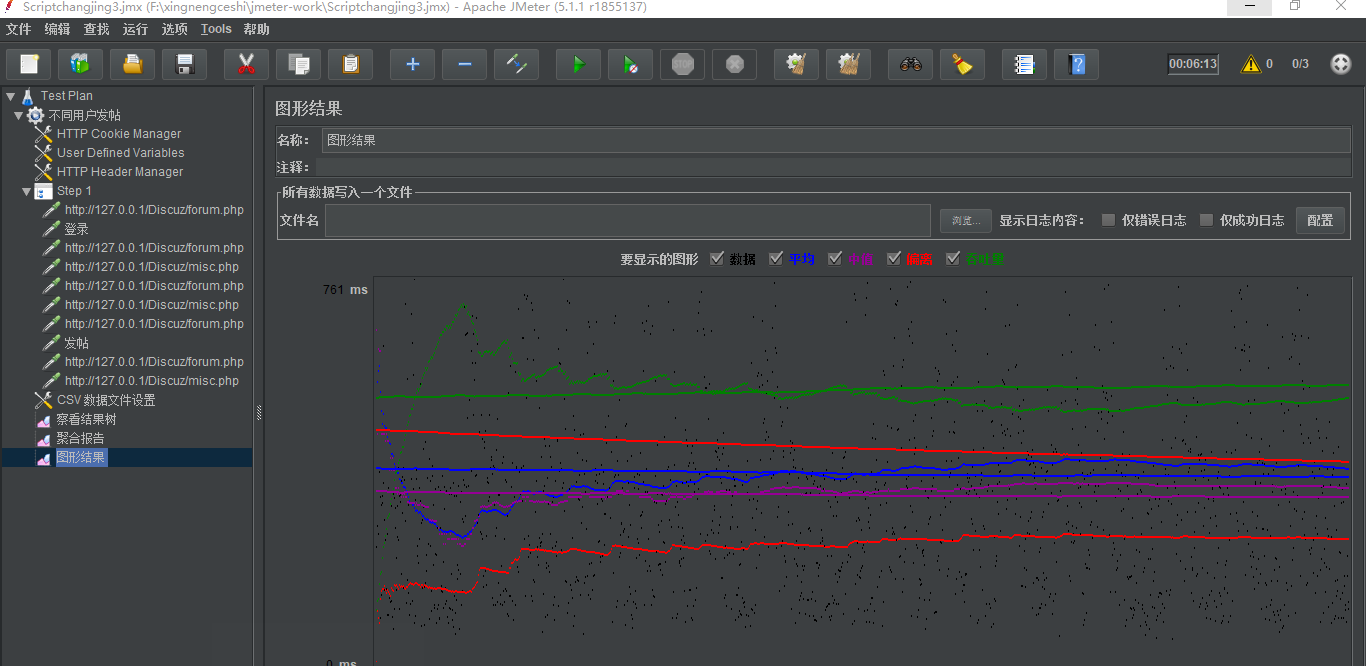 Scriptchangjing3.jmx (F:\xingnengceshi\jmeter-work\Scriptchangjing3.jmx) - Apache JMeter (5.1.1 r1855137)
文件 编辑 查找 运行 选项 Tools 帮助
STOP 00:06:13 0 0/3
Test Plan
不同用户发帖
HTTP Cookie Manager
User Defined Variables
HTTP Header Manager
Step 1
http://127.0.0.1/Discuz/forum.php
登录
http://127.0.0.1/Discuz/forum.php
http://127.0.0.1/Discuz/misc.php
http://127.0.0.1/Discuz/forum.php
http://127.0.0.1/Discuz/misc.php
http://127.0.0.1/Discuz/forum.php
发帖
http://127.0.0.1/Discuz/forum.php
http://127.0.0.1/Discuz/misc.php
CSV 数据文件设置
察看结果树
聚合报告
图形结果
图形结果
名称： 图形结果
注释：
所有数据写入一个文件
文件名 浏览... 显示日志内容： 仅错误日志 仅成功日志 配置
要显示的图形 数据 平均 中值 偏离 吞吐量
761 ms
0 ms